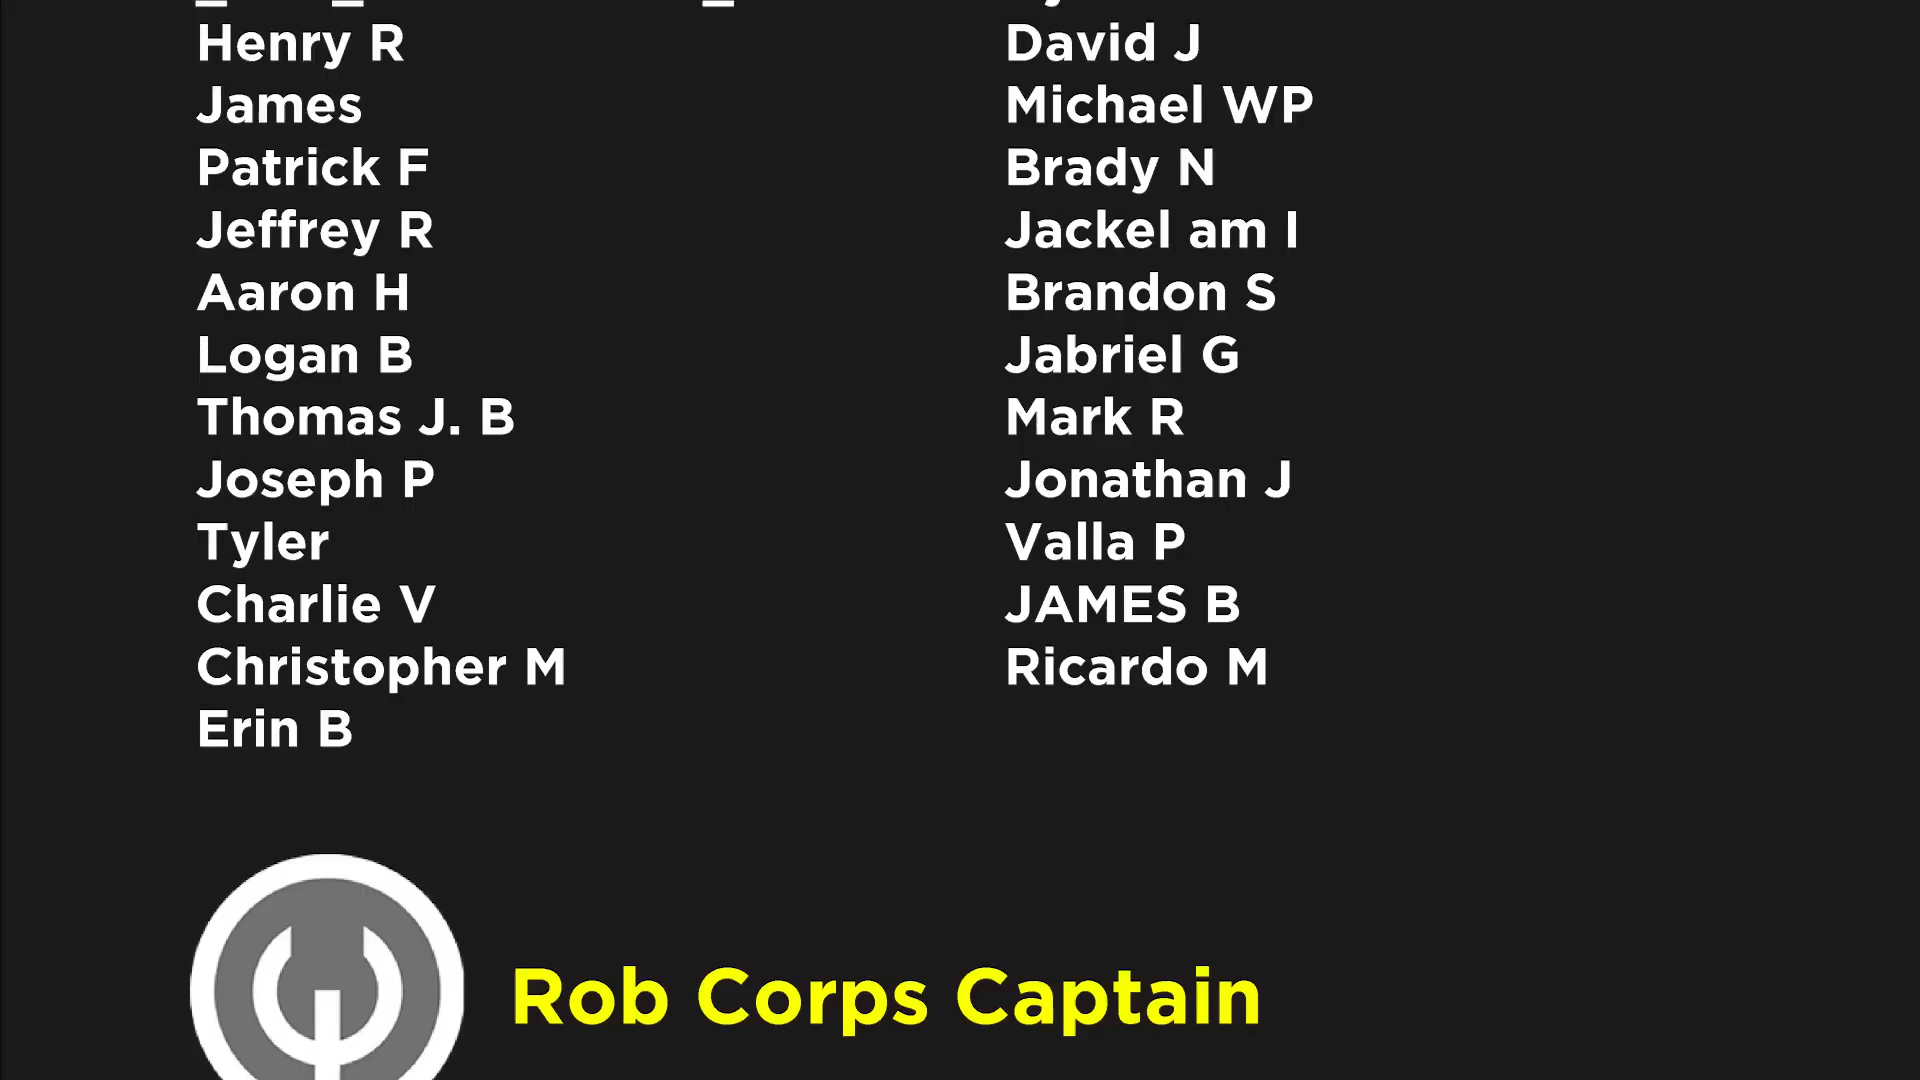 Henry R
James
Patrick F
Jeffrey R
Aaron H
Logan B
Thomas J. B
Joseph P
Tyler
Charlie V
Christopher M
Erin B
David J
Michael WP
Brady N
Jackel am I
Brandon S
Jabriel G
Mark R
Jonathan J
Valla P
JAMES B
Ricardo M
Rob Corps Captain